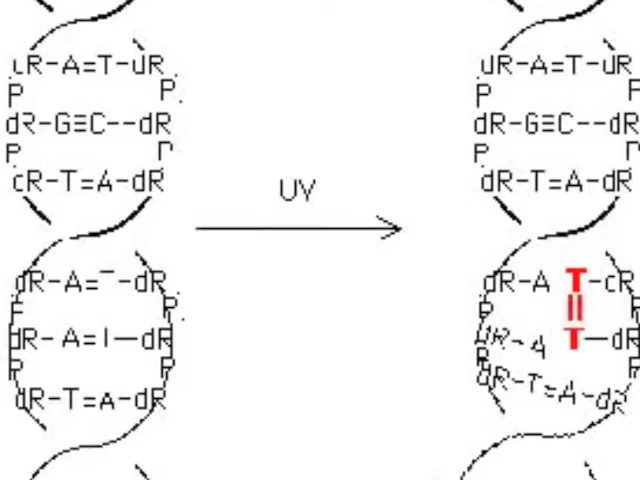 dR-A=T-dR
P P
dR-G≡C--dR
P P
dR-T=A-dR
dR-A= -dR
P
dR-A= -dR
P P
dR-T=A-dR
UV
dR-A=T-dR
P P
dR-G≡C--dR
P P
dR-T=A-dR
dR-A T-dR
P || P
dR-A T-dR
P P
dR-T=A-dR